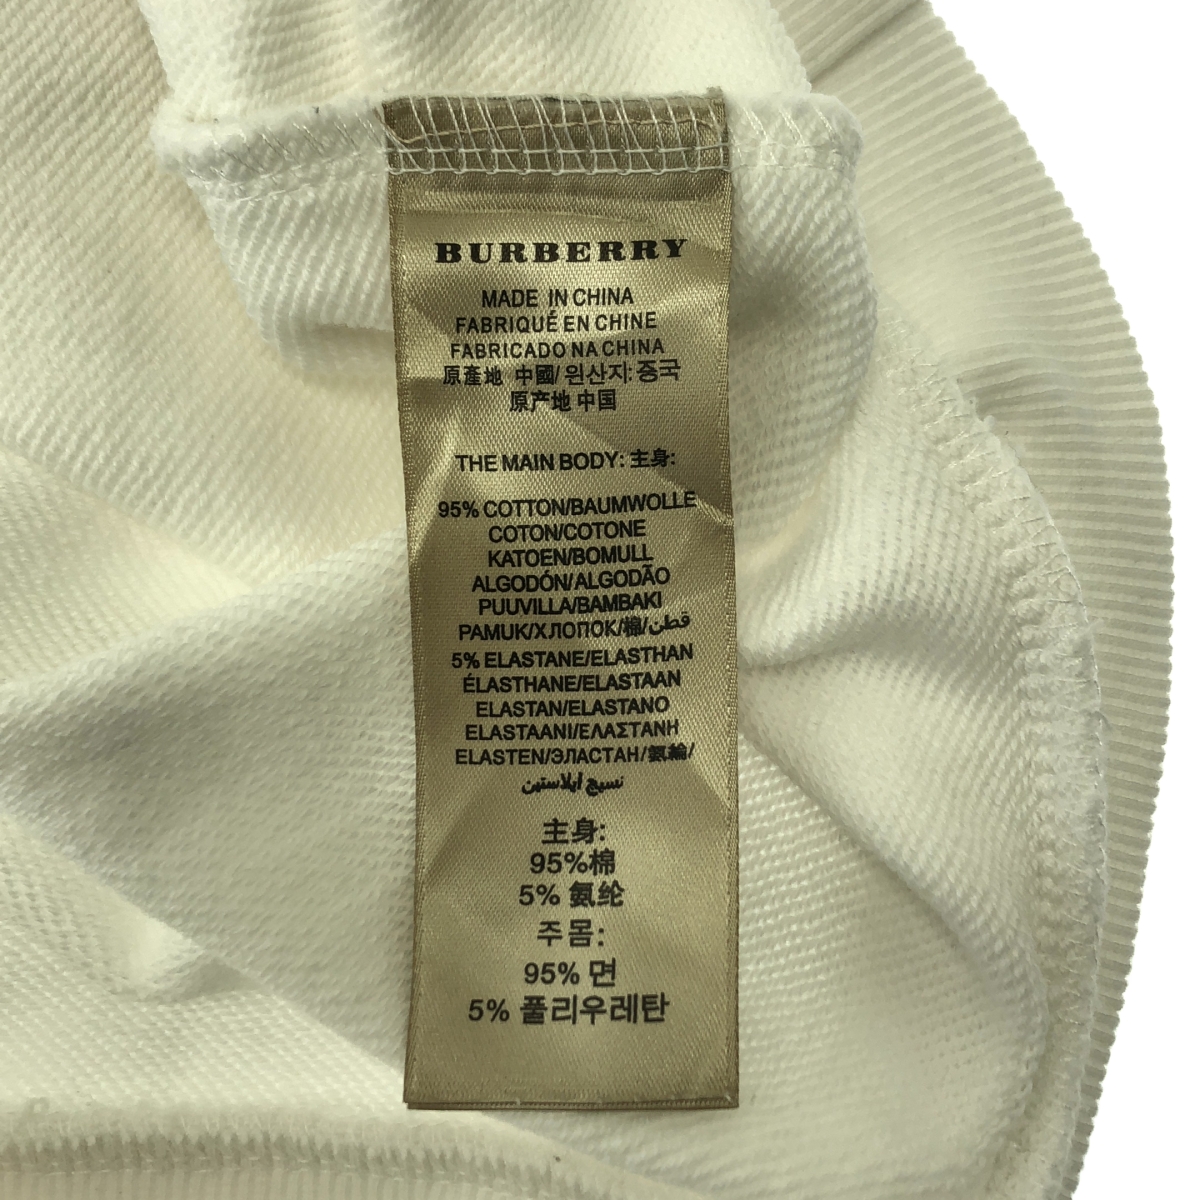 BURBERRY
MADE IN CHINA
FABRIQUÉ EN CHINE
FABRICADO NA CHINA
原產地 中國/ 원산지: 중국
原产地 中国
THE MAIN BODY: 主身:
95% COTTON/BAUMWOLLE
COTON/COTONE
KATOEN/BOMULL
ALGODÓN/ALGODÃO
PUUVILLA/BAMBAKI
PAMUK/ХЛОПОК/棉/قطن
5% ELASTANE/ELASTHAN
ÉLASTHANE/ELASTAAN
ELASTAN/ELASTANO
ELASTAANI/ΕΛΑΣΤΑΝΗ
ELASTEN/ЭЛАСТАН/氨綸/
نسيج ايلاستين
主身:
95%棉
5% 氨纶
주몸:
95% 면
5% 폴리우레탄